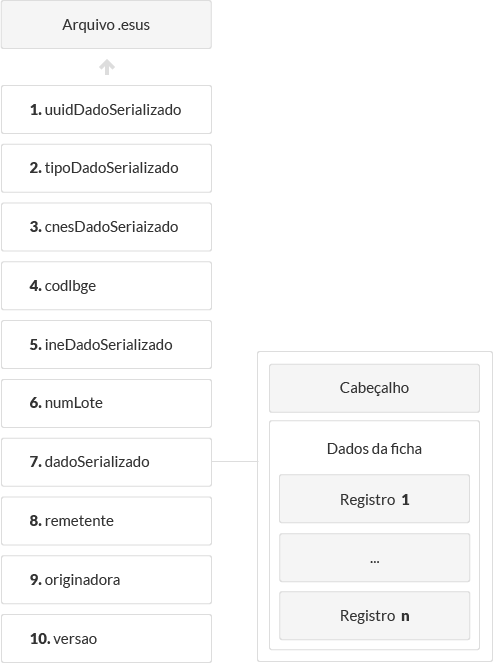 Arquivo .esus
1. uuidDadoSerializado
2. tipoDadoSerializado
3. cnesDadoSeriaizado
4. codIbge
5. ineDadoSerializado
6. numLote
7. dadoSerializado
8. remetente
9. originadora
10. versao
Cabeçalho
Dados da ficha
Registro 1
...
Registro n